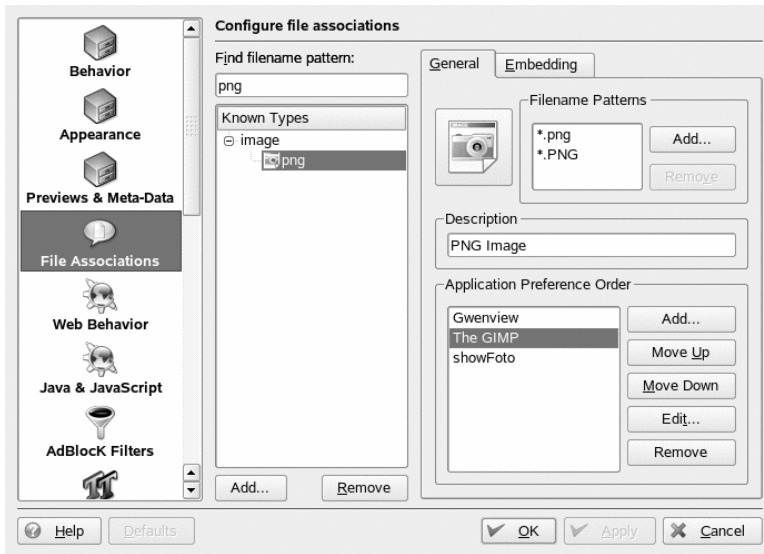 Configure file associations
Behavior
Appearance
Previews & Meta-Data
File Associations
Web Behavior
Java & JavaScript
AdBlocK Filters
Find filename pattern:
png
Known Types
image
png
Add...
Remove
General
Embedding
Filename Patterns
*.png
*.PNG
Add...
Remove
Description
PNG Image
Application Preference Order
Gwenview
The GIMP
showFoto
Add...
Move Up
Move Down
Edit...
Remove
Help
Defaults
OK
Apply
Cancel